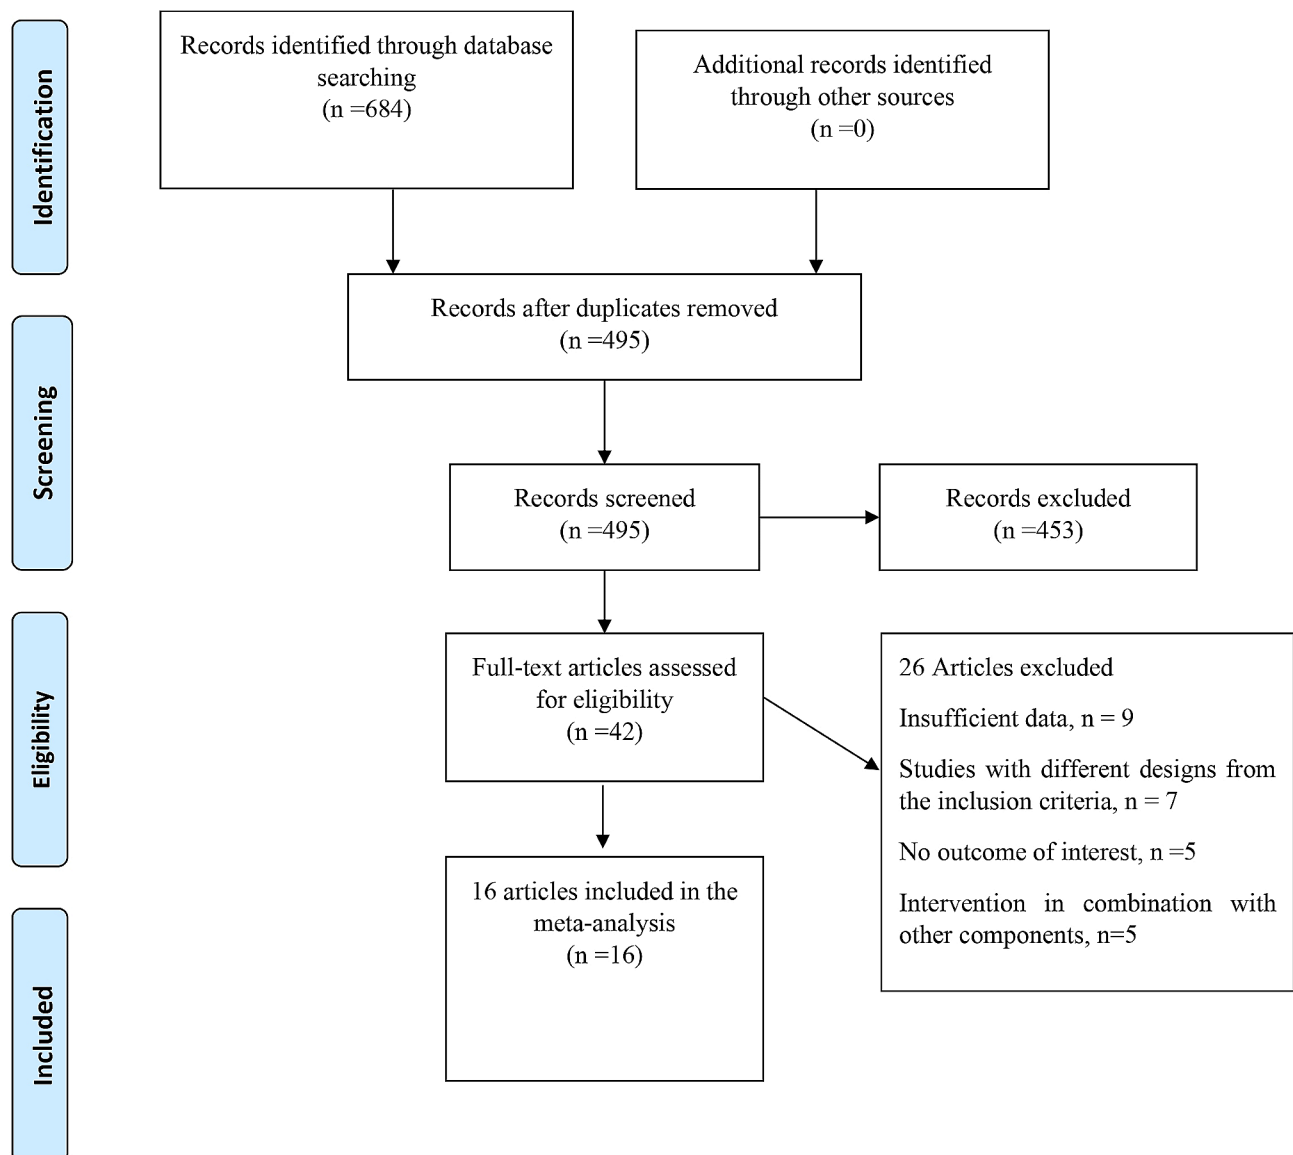 Identification
Records identified through database
searching
(n =684)
Additional records identified
through other sources
(n =0)
Records after duplicates removed
(n =495)
Screening
Records screened
(n =495)
Records excluded
(n =453)
Eligibility
Full-text articles assessed
for eligibility
(n =42)
26 Articles excluded
Insufficient data, n = 9
Studies with different designs from
the inclusion criteria, n = 7
No outcome of interest, n =5
Intervention in combination with
other components, n=5
Included
16 articles included in the
meta-analysis
(n =16)